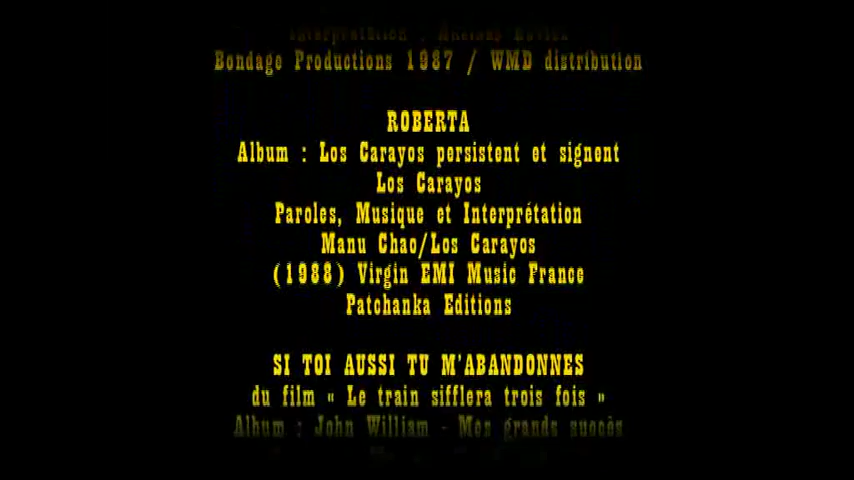 Interprétation :
Bondage Productions 1987 / WMD distribution
ROBERTA
Album : Los Carayos persistent et signent
Los Carayos
Paroles, Musique et Interprétation
Manu Chao/Los Carayos
(1988) Virgin EMI Music France
Patchanka Editions
SI TOI AUSSI TU M'ABANDONNES
du film « Le train sifflera trois fois »
Album : John William - Mes grands succès